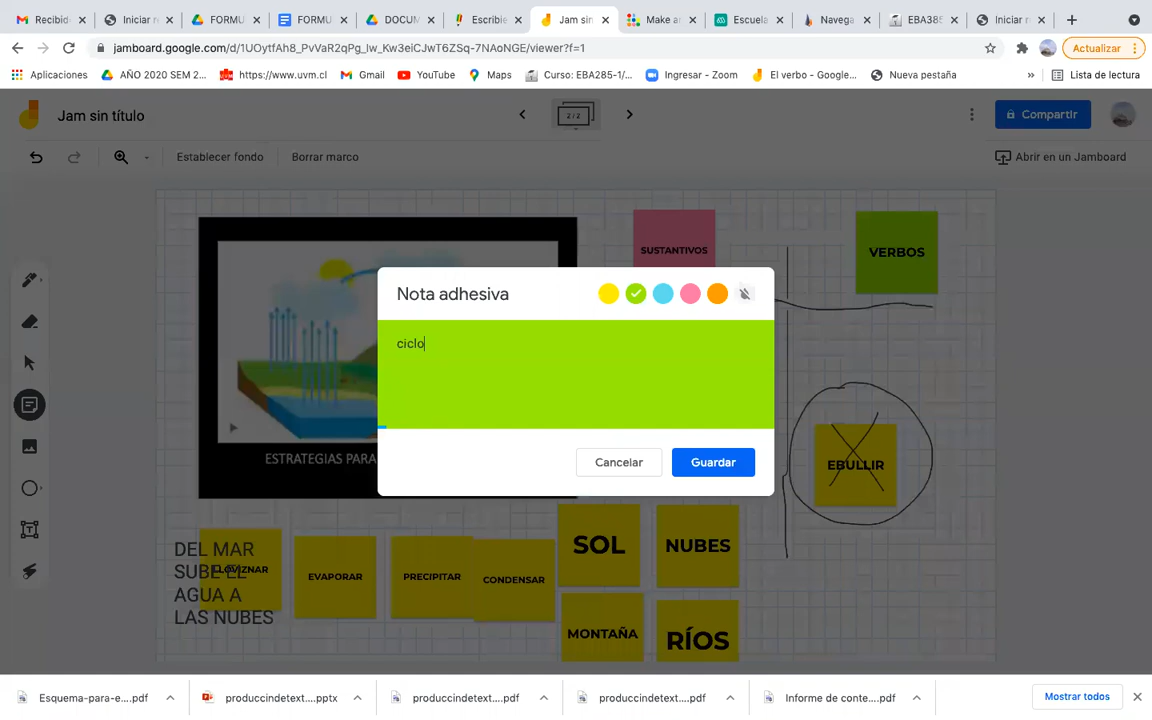 Recibid
Iniciar r
FORMU
FORMU
DOCUM
Escribie
Jam sin
Make ar
Escuela
Navega
EBA385
Iniciar r
jamboard.google.com/d/1UOytfAh8_PvVaR2qPg_lw_Kw3eiCJwT6ZSq-7NAoNGE/viewer?f=1
Actualizar
Aplicaciones
AÑO 2020 SEM 2...
https://www.uvm.cl
Gmail
YouTube
Maps
Curso: EBA285-1/...
Ingresar - Zoom
El verbo - Google...
Nueva pestaña
»
Lista de lectura
Jam sin título
2 / 2
Compartir
Establecer fondo
Borrar marco
Abrir en un Jamboard
SUSTANTIVOS
VERBOS
Nota adhesiva
ciclo
Cancelar
Guardar
EBULLIR
ESTRATEGIAS PARA
SOL
NUBES
DEL MAR
SUBE EL
AGUA A
LAS NUBES
LLOVIZNAR
EVAPORAR
PRECIPITAR
CONDENSAR
MONTAÑA
RÍOS
Esquema-para-e....pdf
produccindetext....pptx
produccindetext....pdf
produccindetext....pdf
Informe de conte....pdf
Mostrar todos